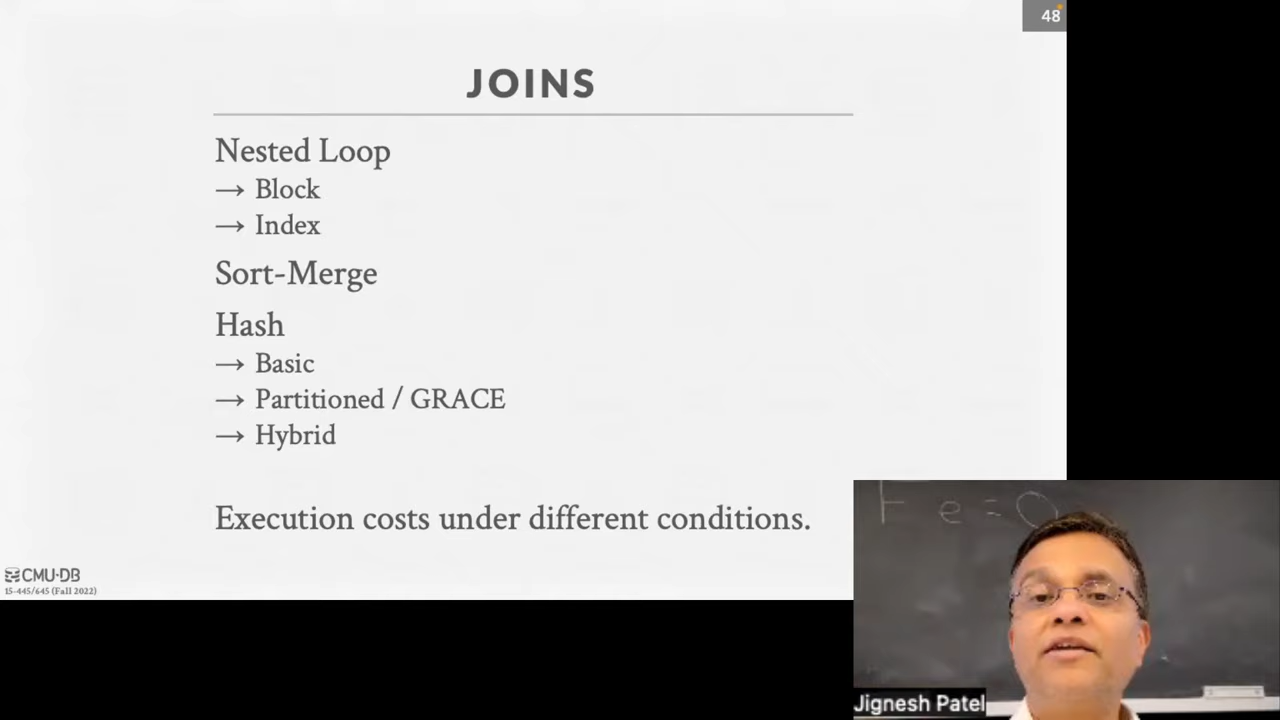 48
JOINS
Nested Loop
→ Block
→ Index
Sort-Merge
Hash
→ Basic
→ Partitioned / GRACE
→ Hybrid
Execution costs under different conditions.
CMU·DB
15-445/645 (Fall 2022)
e = 0
Jignesh Patel